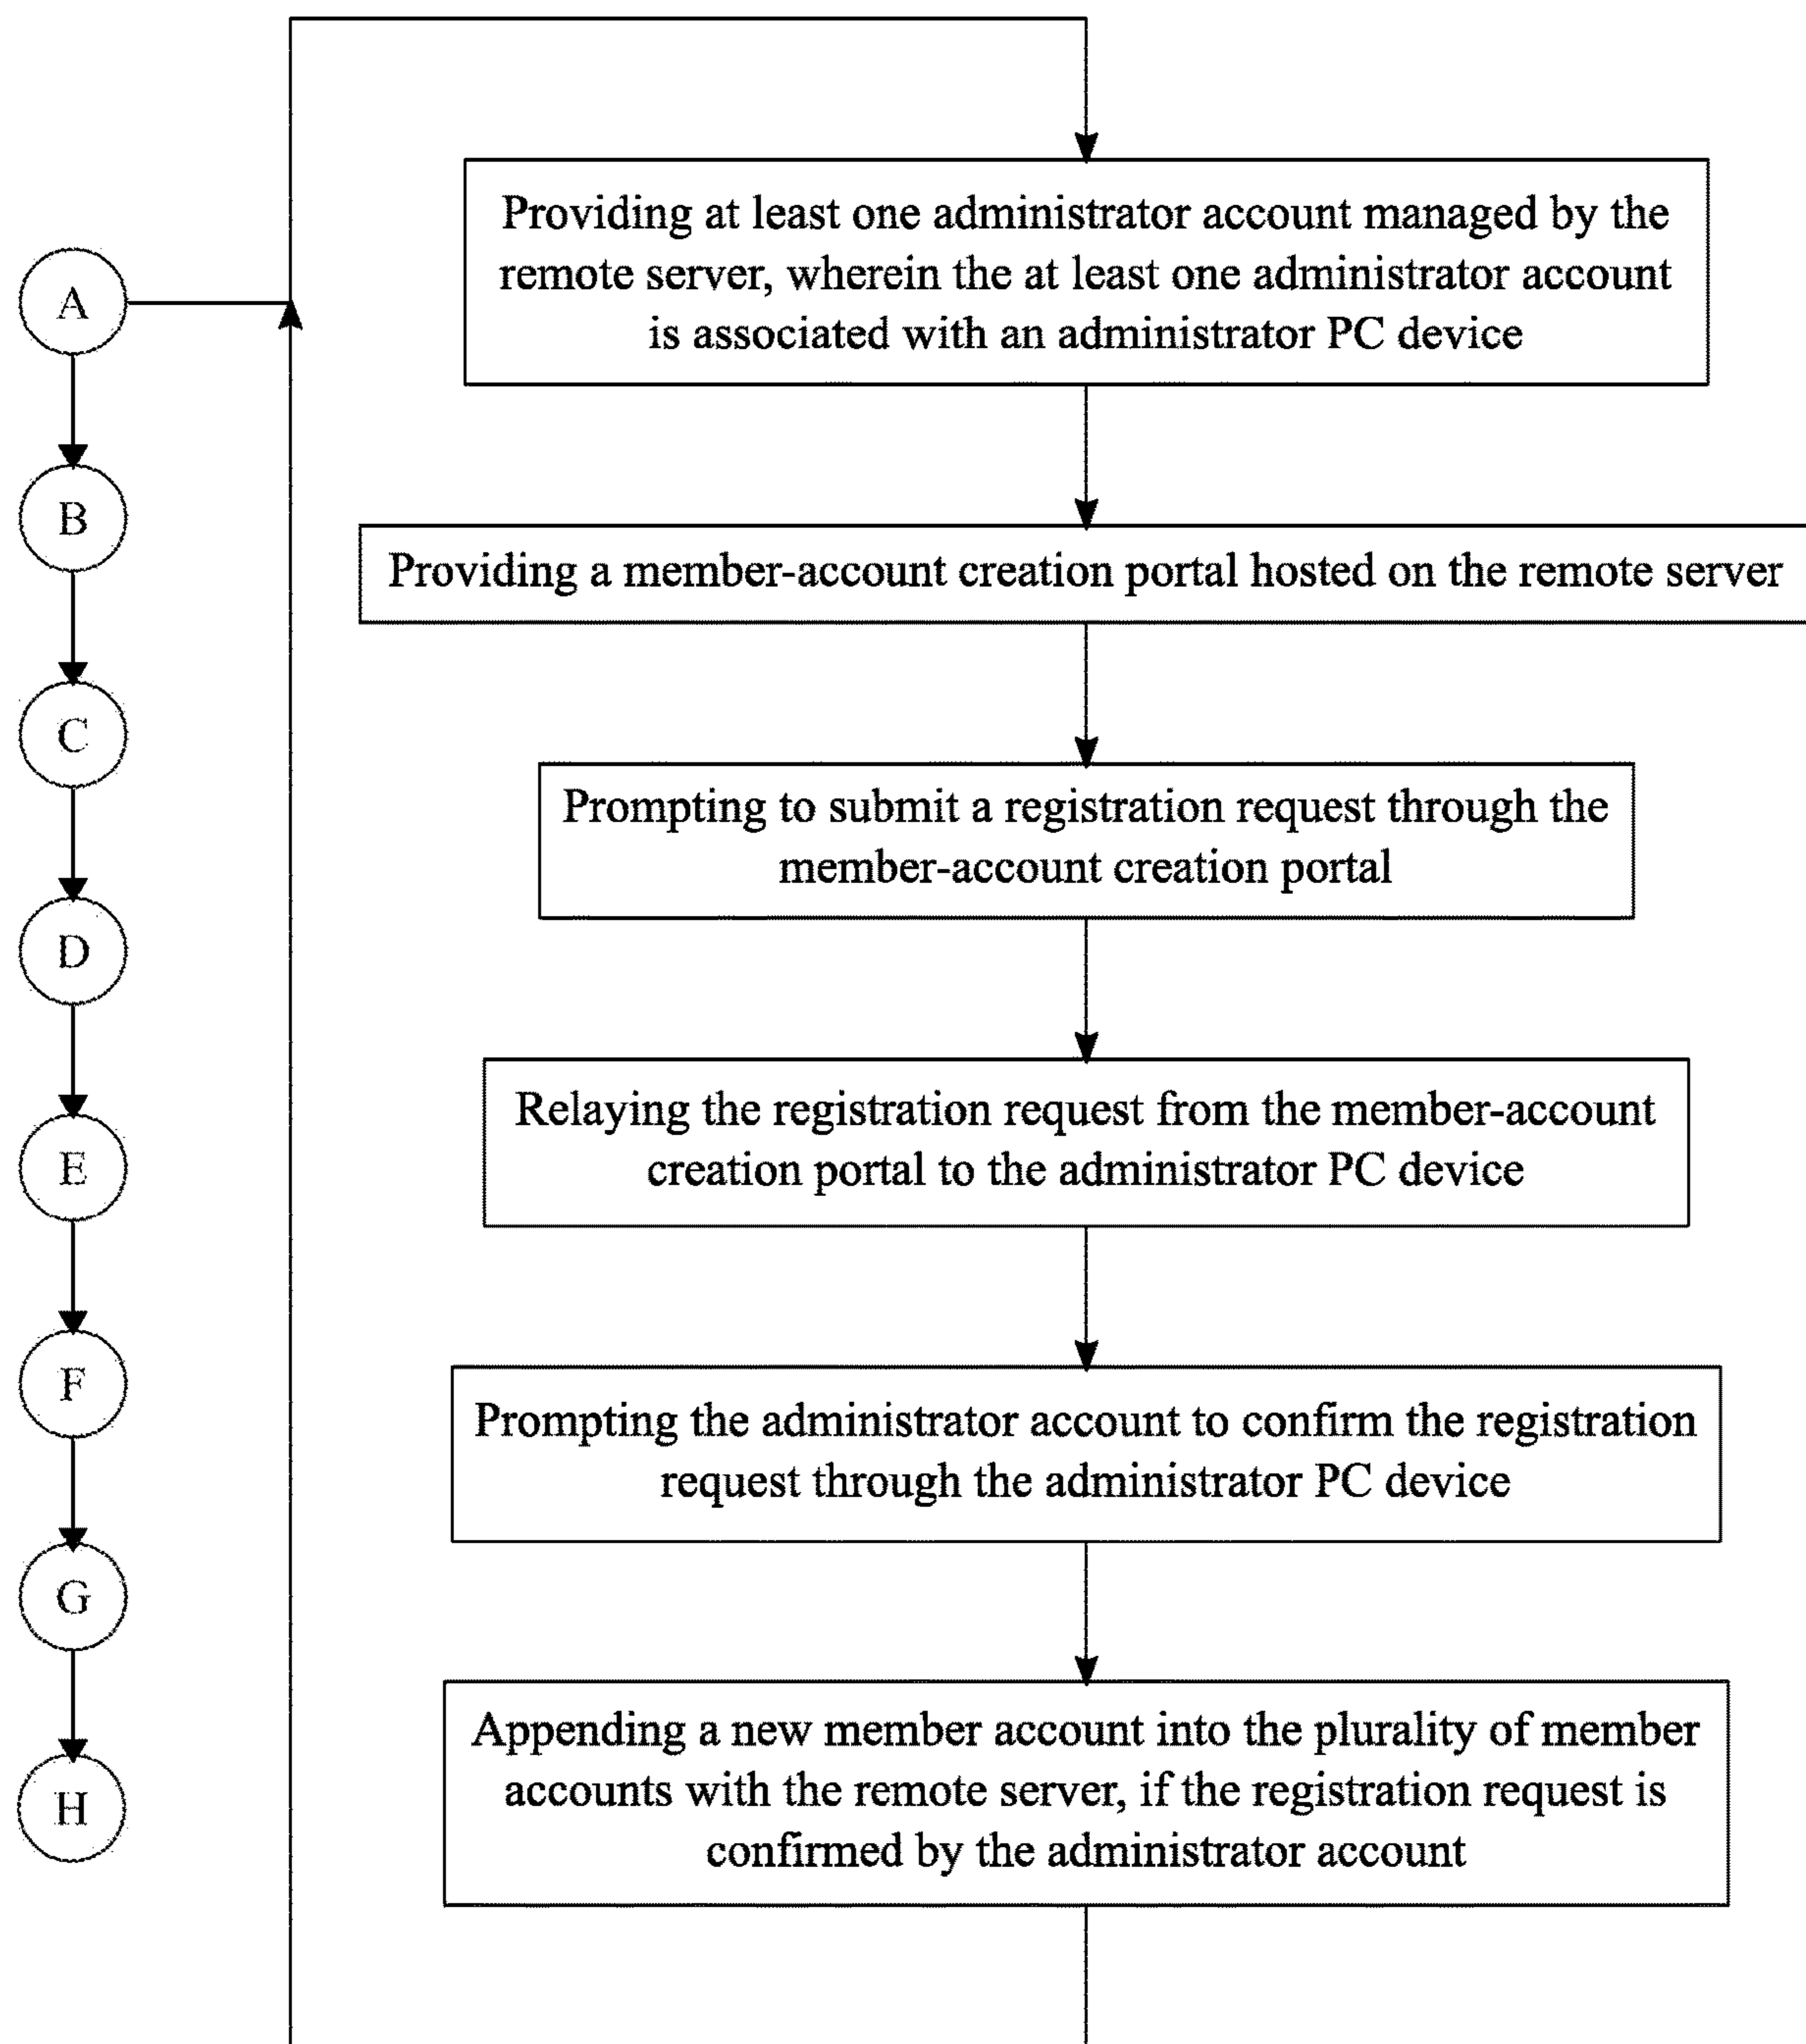 A
B
C
D
E
F
G
H
Providing at least one administrator account managed by the
remote server, wherein the at least one administrator account
is associated with an administrator PC device
Providing a member-account creation portal hosted on the remote server
Prompting to submit a registration request through the
member-account creation portal
Relaying the registration request from the member-account
creation portal to the administrator PC device
Prompting the administrator account to confirm the registration
request through the administrator PC device
Appending a new member account into the plurality of member
accounts with the remote server, if the registration request is
confirmed by the administrator account